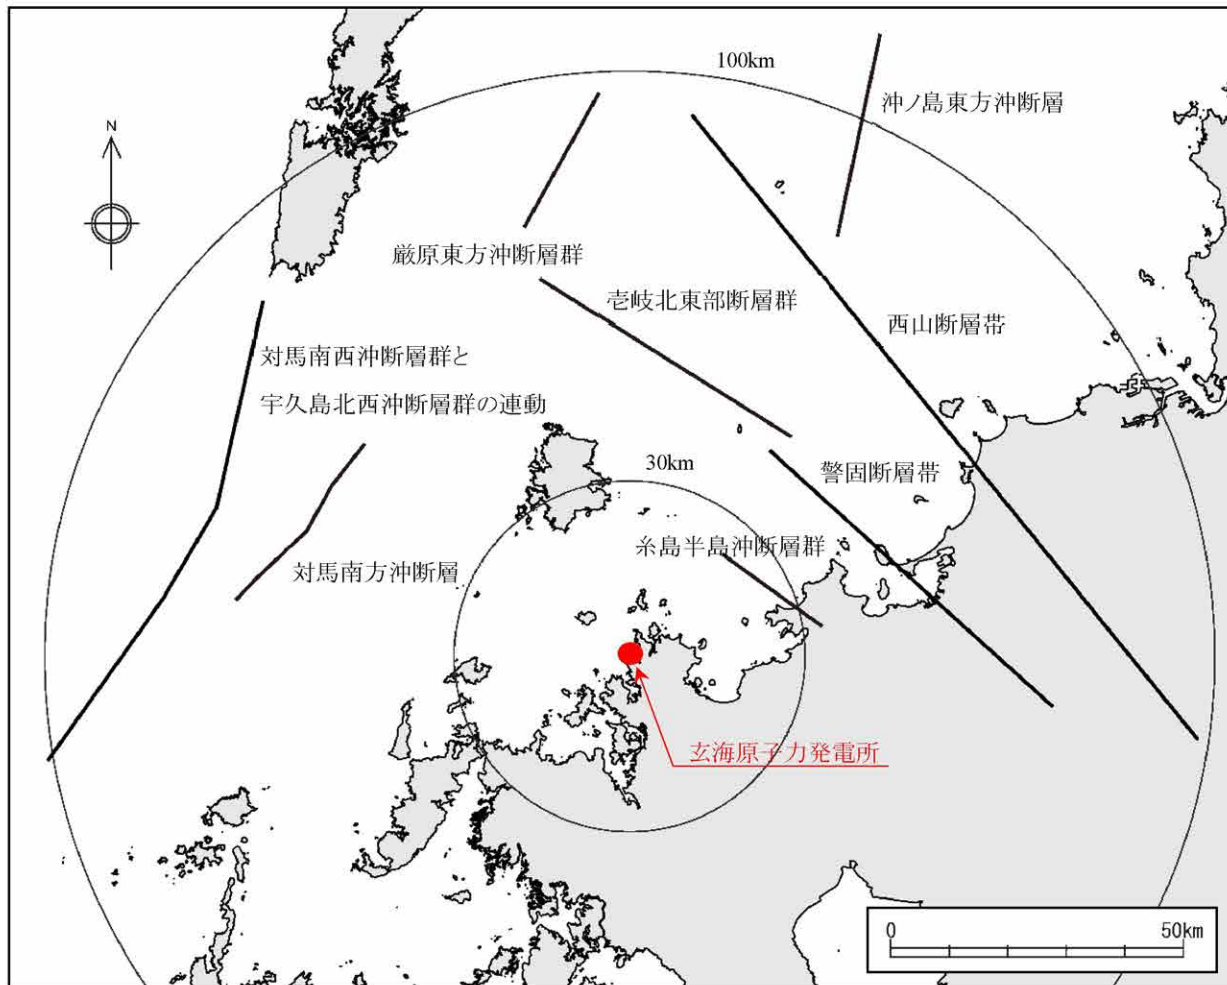 100km
沖ノ島東方沖断層
N
厳原東方沖断層群
壱岐北東部断層群
西山断層帯
対馬南西沖断層群と
宇久島北西沖断層群の連動
30km
警固断層帯
糸島半島沖断層群
対馬南方沖断層
玄海原子力発電所
0 50km